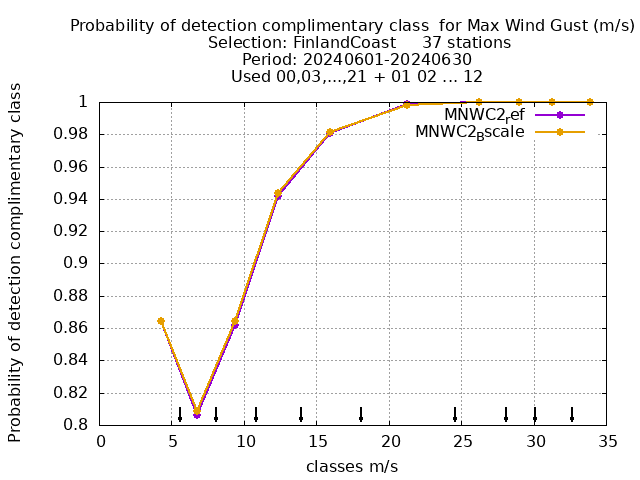 Probability of detection complimentary class  for Max Wind Gust (m/s)
Selection: FinlandCoast     37 stations
Period: 20240601-20240630
Used 00,03,...,21 + 01 02 ... 12
Probability of detection complimentary class
1
0.98
0.96
0.94
0.92
0.9
0.88
0.86
0.84
0.82
0.8
MNWC2ref
MNWC2Bscale
0 5 10 15 20 25 30 35
classes m/s